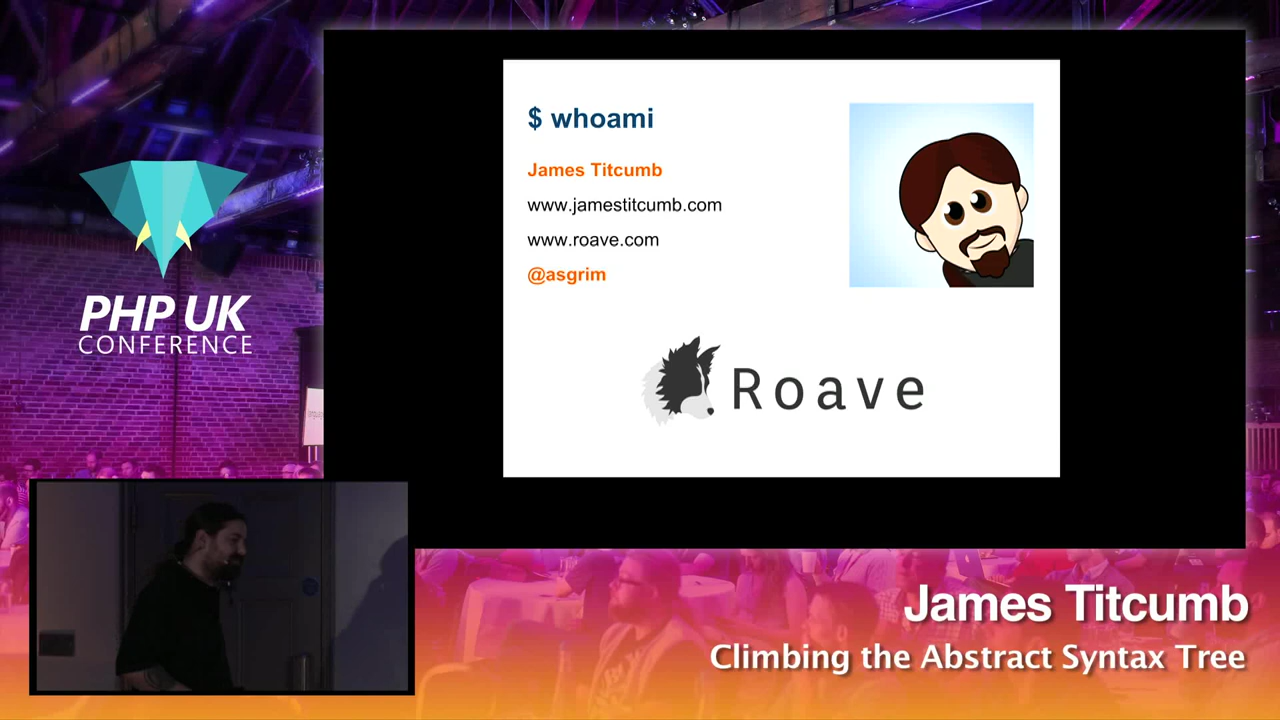 $ whoami
James Titcumb
www.jamestitcumb.com
www.roave.com
@asgrim
Roave
PHP UK
CONFERENCE
James Titcumb
Climbing the Abstract Syntax Tree